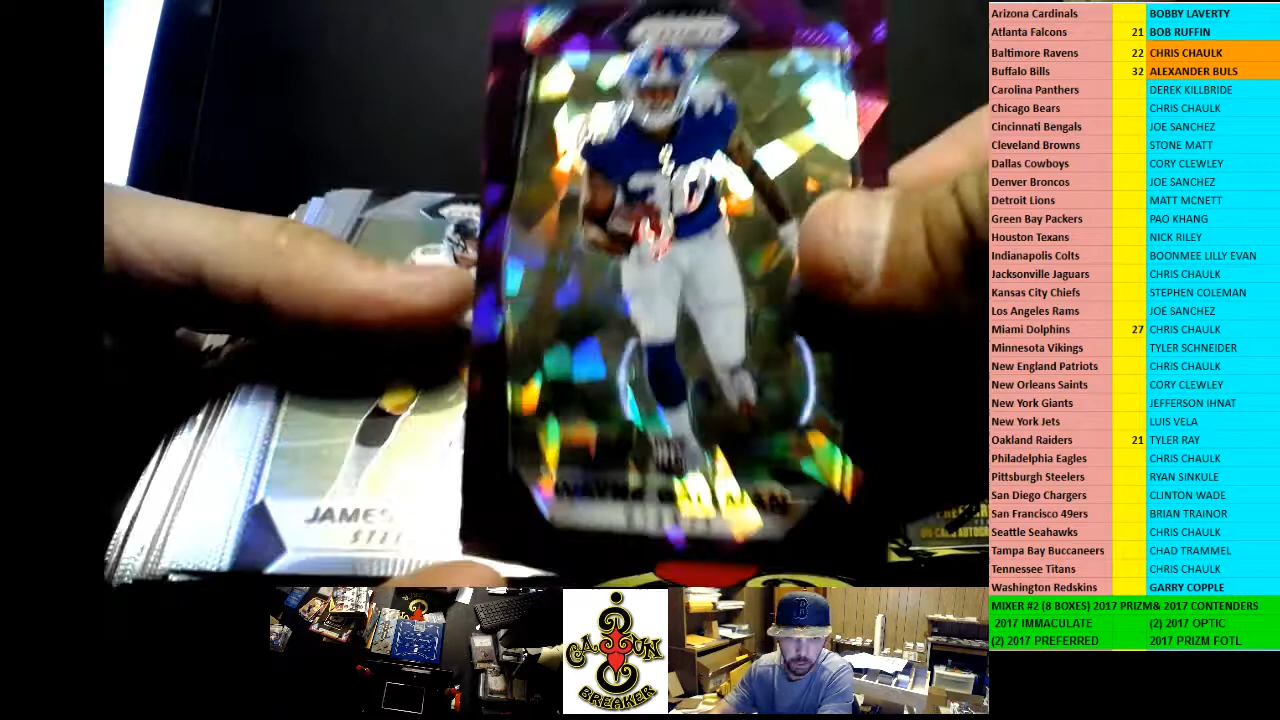 Arizona Cardinals BOBBY LAVERTY
Atlanta Falcons 21 BOB RUFFIN
Baltimore Ravens 22 CHRIS CHAULK
Buffalo Bills 32 ALEXANDER BULS
Carolina Panthers DEREK KILLBRIDE
Chicago Bears CHRIS CHAULK
Cincinnati Bengals JOE SANCHEZ
Cleveland Browns STONE MATT
Dallas Cowboys CORY CLEWLEY
Denver Broncos JOE SANCHEZ
Detroit Lions MATT MCNETT
Green Bay Packers PAO KHANG
Houston Texans NICK RILEY
Indianapolis Colts BOONMEE LILLY EVAN
Jacksonville Jaguars CHRIS CHAULK
Kansas City Chiefs STEPHEN COLEMAN
Los Angeles Rams JOE SANCHEZ
Miami Dolphins 27 CHRIS CHAULK
Minnesota Vikings TYLER SCHNEIDER
New England Patriots CHRIS CHAULK
New Orleans Saints CORY CLEWLEY
New York Giants JEFFERSON IHNAT
New York Jets LUIS VELA
Oakland Raiders 21 TYLER RAY
Philadelphia Eagles CHRIS CHAULK
Pittsburgh Steelers RYAN SINKULE
San Diego Chargers CLINTON WADE
San Francisco 49ers BRIAN TRAINOR
Seattle Seahawks CHRIS CHAULK
Tampa Bay Buccaneers CHAD TRAMMEL
Tennessee Titans CHRIS CHAULK
Washington Redskins GARRY COPPLE
MIXER #2 (8 BOXES) 2017 PRIZM& 2017 CONTENDERS
2017 IMMACULATE (2) 2017 OPTIC
(2) 2017 PREFERRED 2017 PRIZM FOTL
JAMES
CAJUN
BREAKER